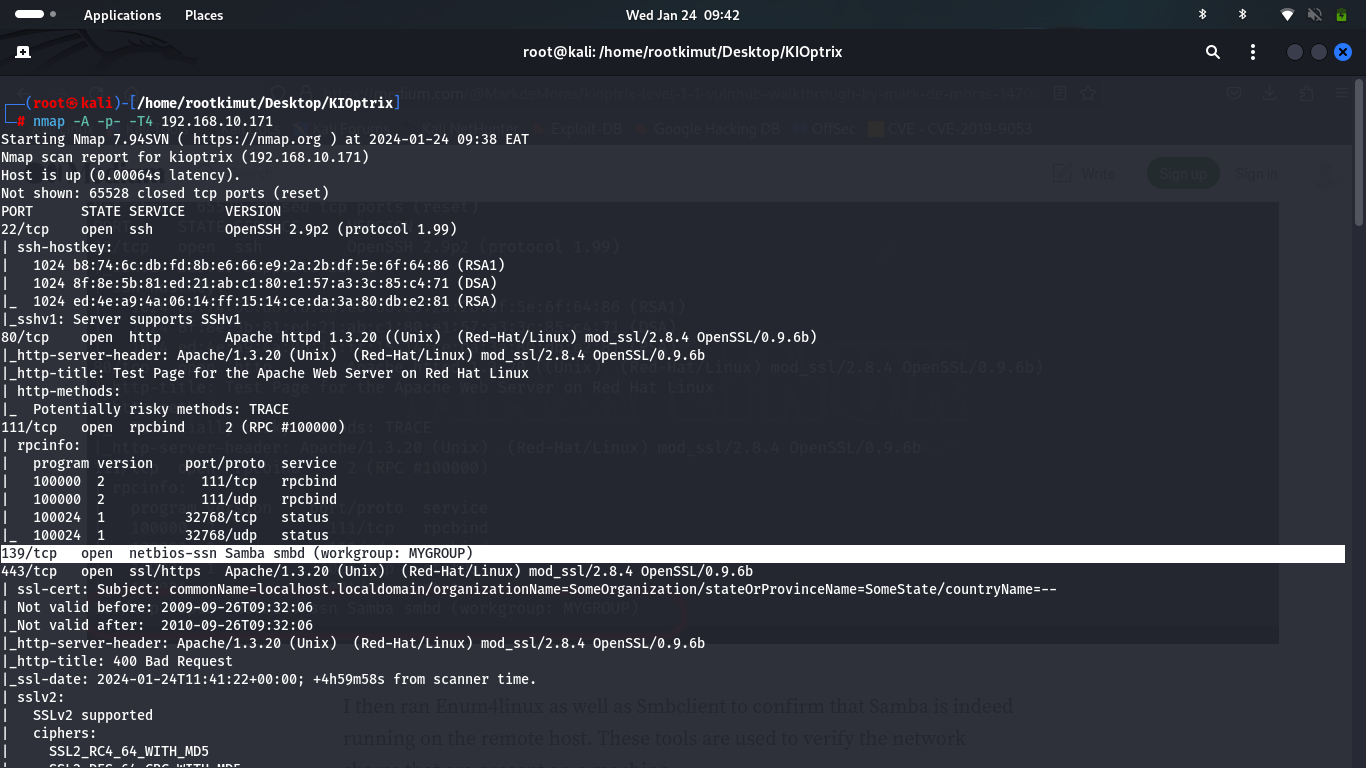 Applications Places
Wed Jan 24 09:42
root@kali: /home/rootkimut/Desktop/KIOptrix
┌──(root㉿kali)-[/home/rootkimut/Desktop/KIOptrix]
└─# nmap -A -p- -T4 192.168.10.171
Starting Nmap 7.94SVN ( https://nmap.org ) at 2024-01-24 09:38 EAT
Nmap scan report for kioptrix (192.168.10.171)
Host is up (0.00064s latency).
Not shown: 65528 closed tcp ports (reset)
PORT      STATE SERVICE     VERSION
22/tcp    open  ssh         OpenSSH 2.9p2 (protocol 1.99)
| ssh-hostkey:
|   1024 b8:74:6c:db:fd:8b:e6:66:e9:2a:2b:df:5e:6f:64:86 (RSA1)
|   1024 8f:8e:5b:81:ed:21:ab:c1:80:e1:57:a3:3c:85:c4:71 (DSA)
|_  1024 ed:4e:a9:4a:06:14:ff:15:14:ce:da:3a:80:db:e2:81 (RSA)
|_sshv1: Server supports SSHv1
80/tcp    open  http        Apache httpd 1.3.20 ((Unix)  (Red-Hat/Linux) mod_ssl/2.8.4 OpenSSL/0.9.6b)
|_http-server-header: Apache/1.3.20 (Unix)  (Red-Hat/Linux) mod_ssl/2.8.4 OpenSSL/0.9.6b
|_http-title: Test Page for the Apache Web Server on Red Hat Linux
| http-methods:
|_  Potentially risky methods: TRACE
111/tcp   open  rpcbind     2 (RPC #100000)
| rpcinfo:
|   program version    port/proto  service
|   100000  2            111/tcp   rpcbind
|   100000  2            111/udp   rpcbind
|   100024  1          32768/tcp   status
|_  100024  1          32768/udp   status
139/tcp   open  netbios-ssn Samba smbd (workgroup: MYGROUP)
443/tcp   open  ssl/https   Apache/1.3.20 (Unix)  (Red-Hat/Linux) mod_ssl/2.8.4 OpenSSL/0.9.6b
| ssl-cert: Subject: commonName=localhost.localdomain/organizationName=SomeOrganization/stateOrProvinceName=SomeState/countryName=--
| Not valid before: 2009-09-26T09:32:06
|_Not valid after:  2010-09-26T09:32:06
|_http-server-header: Apache/1.3.20 (Unix)  (Red-Hat/Linux) mod_ssl/2.8.4 OpenSSL/0.9.6b
|_http-title: 400 Bad Request
|_ssl-date: 2024-01-24T11:41:22+00:00; +4h59m58s from scanner time.
| sslv2:
|   SSLv2 supported
|   ciphers:
|     SSL2_RC4_64_WITH_MD5
Exploit-DB Google Hacking DB OffSec CVE - CVE-2019-9053
Write Sign up Sign in
I then ran Enum4linux as well as Smbclient to confirm that Samba is indeed
running on the remote host. These tools are used to verify the network